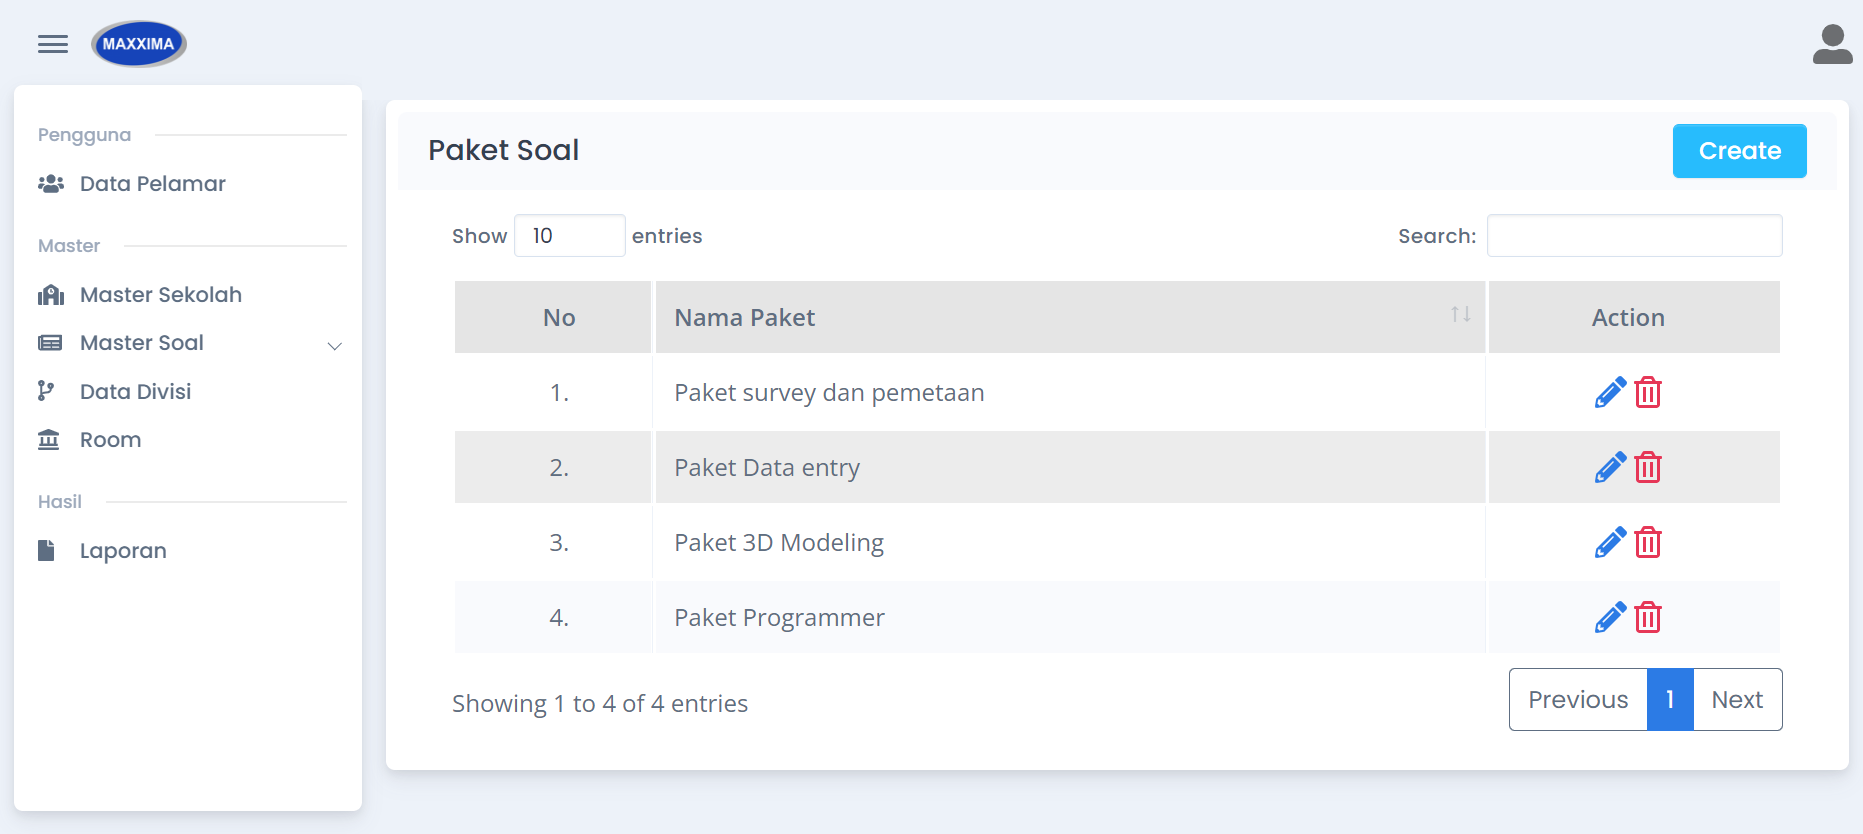 MAXXIMA
Pengguna
Data Pelamar
Master
Master Sekolah
Master Soal
Data Divisi
Room
Hasil
Laporan
Paket Soal
Create
Show 10 entries
Search:
No Nama Paket Action
1. Paket survey dan pemetaan
2. Paket Data entry
3. Paket 3D Modeling
4. Paket Programmer
Showing 1 to 4 of 4 entries
Previous 1 Next